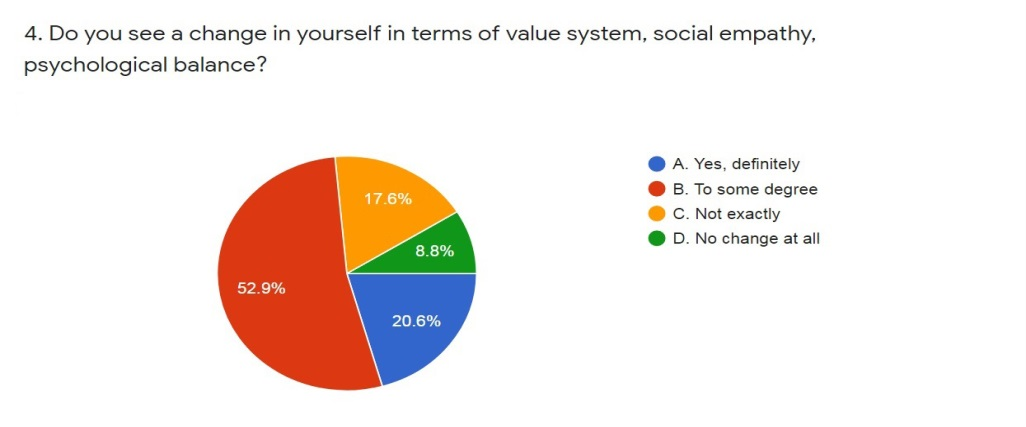 4. Do you see a change in yourself in terms of value system, social empathy,
psychological balance?
A. Yes, definitely
B. To some degree
C. Not exactly
D. No change at all
17.6%
8.8%
52.9%
20.6%